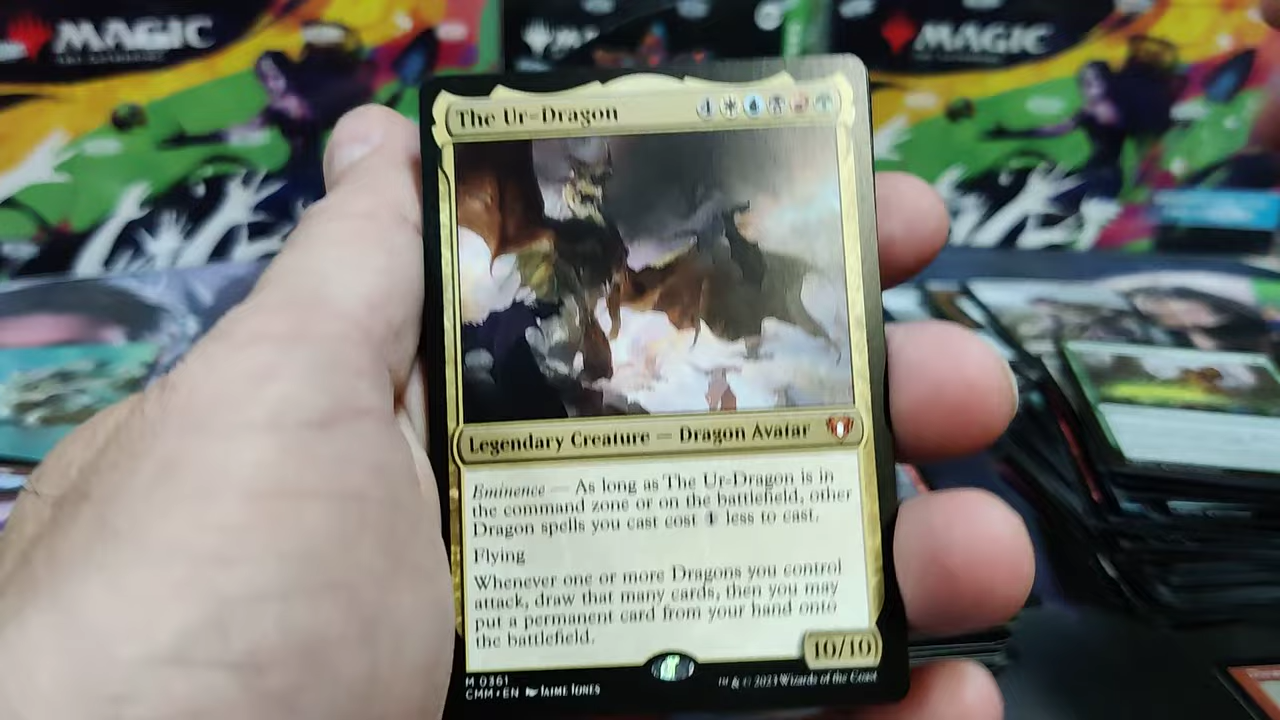 MAGIC
MAGIC
The Ur-Dragon
4
Legendary Creature — Dragon Avatar
Eminence — As long as The Ur-Dragon is in
the command zone or on the battlefield, other
Dragon spells you cast cost 1 less to cast.
Flying
Whenever one or more Dragons you control
attack, draw that many cards, then you may
put a permanent card from your hand onto
the battlefield.
10/10
M 0361
CMM • EN JAIME JONES
™ & © 2023 Wizards of the Coast